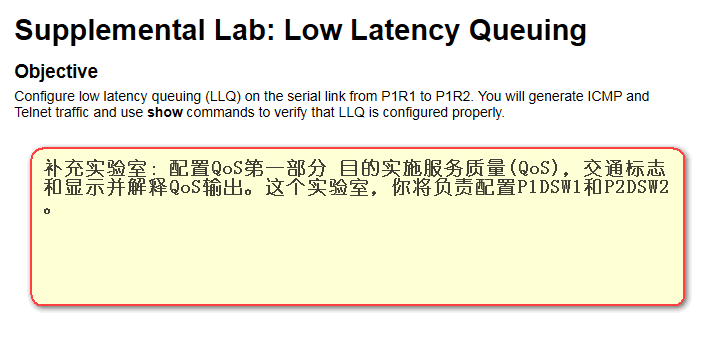 Supplemental Lab: Low Latency Queuing
Objective
Configure low latency queuing (LLQ) on the serial link from P1R1 to P1R2. You will generate ICMP and
Telnet traffic and use show commands to verify that LLQ is configured properly.
补充实验室: 配置QoS第一部分 目的实施服务质量(QoS), 交通标志
和显示并解释QoS输出。这个实验室, 你将负责配置P1DSW1和P2DSW2
。